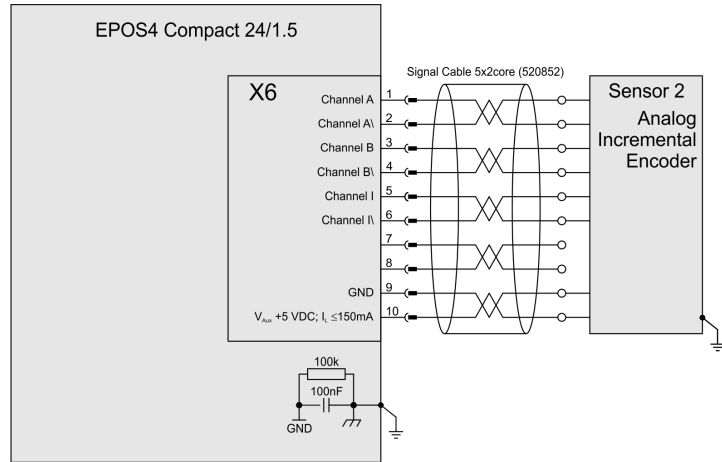 EPOS4 Compact 24/1.5
Signal Cable 5x2core (520852)
X6
Sensor 2
Analog
Incremental
Encoder
Channel A 1
Channel A\ 2
Channel B 3
Channel B\ 4
Channel I 5
Channel I\ 6
7
8
GND 9
VAux +5 VDC; IL ≤150mA 10
100k
100nF
GND